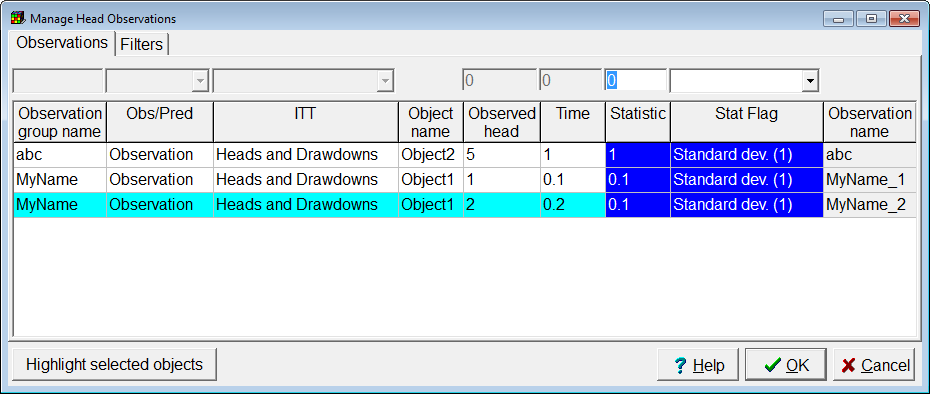 Manage Head Observations
Observations Filters
0 0 0
Observation group name Obs/Pred ITT Object name Observed head Time Statistic Stat Flag Observation name
abc Observation Heads and Drawdowns Object2 5 1 1 Standard dev. (1) abc
MyName Observation Heads and Drawdowns Object1 1 0.1 0.1 Standard dev. (1) MyName_1
MyName Observation Heads and Drawdowns Object1 2 0.2 0.1 Standard dev. (1) MyName_2
Highlight selected objects ? Help OK Cancel